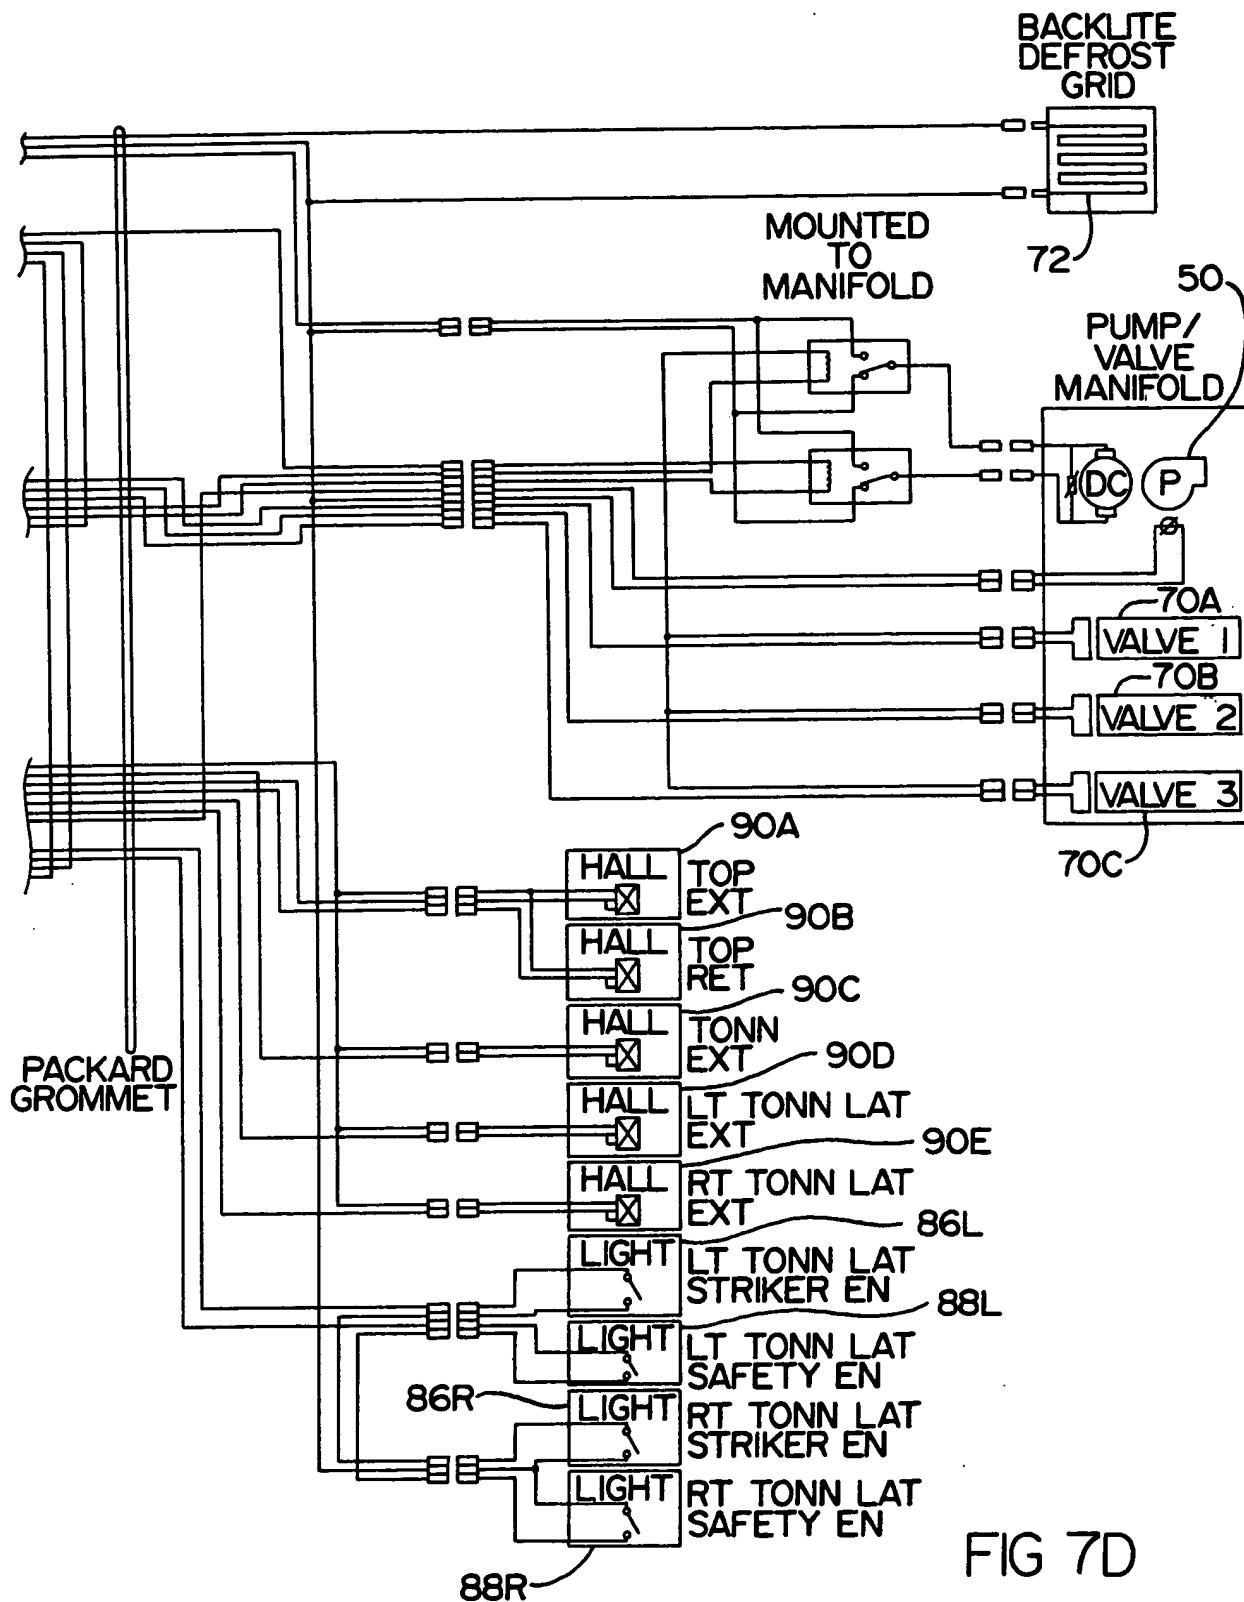 BACKLITE
DEFROST
GRID
72
MOUNTED
TO
MANIFOLD
50
PUMP/
VALVE
MANIFOLD
DC
P
70A
VALVE 1
70B
VALVE 2
VALVE 3
70C
PACKARD
GROMMET
90A
HALL
TOP
EXT
90B
HALL
TOP
RET
90C
HALL
TONN
EXT
90D
HALL
LT TONN LAT
EXT
90E
HALL
RT TONN LAT
EXT
86L
LIGHT
LT TONN LAT
STRIKER EN
88L
LIGHT
LT TONN LAT
SAFETY EN
86R
LIGHT
RT TONN LAT
STRIKER EN
LIGHT
RT TONN LAT
SAFETY EN
88R
FIG 7D